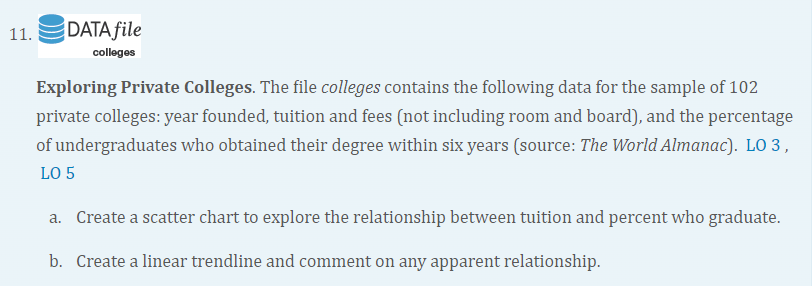 11. DATAfile
colleges
Exploring Private Colleges. The file colleges contains the following data for the sample of 102
private colleges: year founded, tuition and fees (not including room and board), and the percentage
of undergraduates who obtained their degree within six years (source: The World Almanac). LO 3 ,
LO 5
a. Create a scatter chart to explore the relationship between tuition and percent who graduate.
b. Create a linear trendline and comment on any apparent relationship.